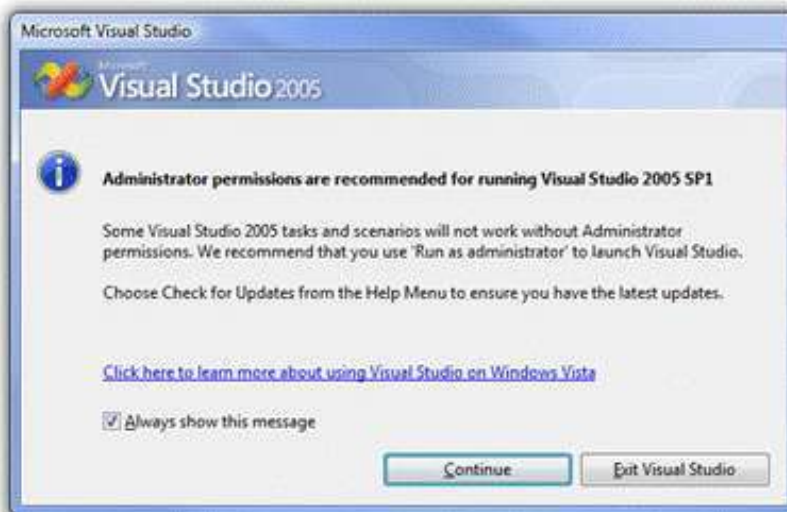 Microsoft Visual Studio
Microsoft
Visual Studio 2005
Administrator permissions are recommended for running Visual Studio 2005 SP1
Some Visual Studio 2005 tasks and scenarios will not work without Administrator
permissions. We recommend that you use 'Run as administrator' to launch Visual Studio.
Choose Check for Updates from the Help Menu to ensure you have the latest updates.
Click here to learn more about using Visual Studio on Windows Vista
Always show this message
Continue
Exit Visual Studio